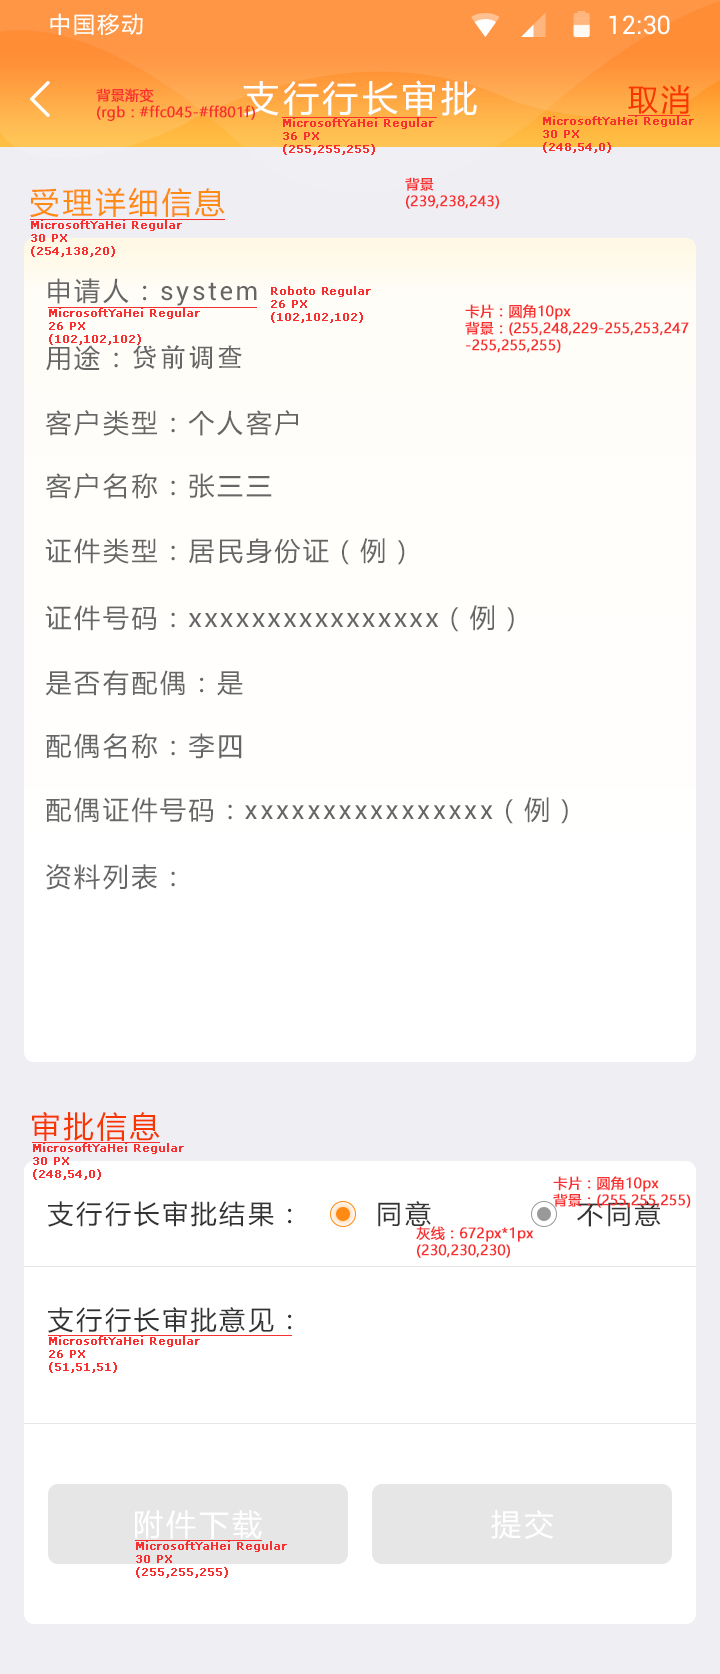 中国移动 12:30
支行行长审批 取消
背景渐变
(rgb：#ffc045-#ff801f)
MicrosoftYaHei Regular
36 PX
(255,255,255)
MicrosoftYaHei Regular
30 PX
(248,54,0)
背景
(239,238,243)
受理详细信息
MicrosoftYaHei Regular
30 PX
(254,138,20)
申请人：system
Roboto Regular
26 PX
(102,102,102)
MicrosoftYaHei Regular
26 PX
(102,102,102)
卡片：圆角10px
背景：(255,248,229-255,253,247
-255,255,255)
用途：贷前调查
客户类型：个人客户
客户名称：张三三
证件类型：居民身份证（例）
证件号码：xxxxxxxxxxxxxxxx（例）
是否有配偶：是
配偶名称：李四
配偶证件号码：xxxxxxxxxxxxxxxx（例）
资料列表：
审批信息
MicrosoftYaHei Regular
30 PX
(248,54,0)
卡片：圆角10px
背景：(255,255,255)
支行行长审批结果： 同意 不同意
灰线：672px*1px
(230,230,230)
支行行长审批意见：
MicrosoftYaHei Regular
26 PX
(51,51,51)
附件下载 提交
MicrosoftYaHei Regular
30 PX
(255,255,255)